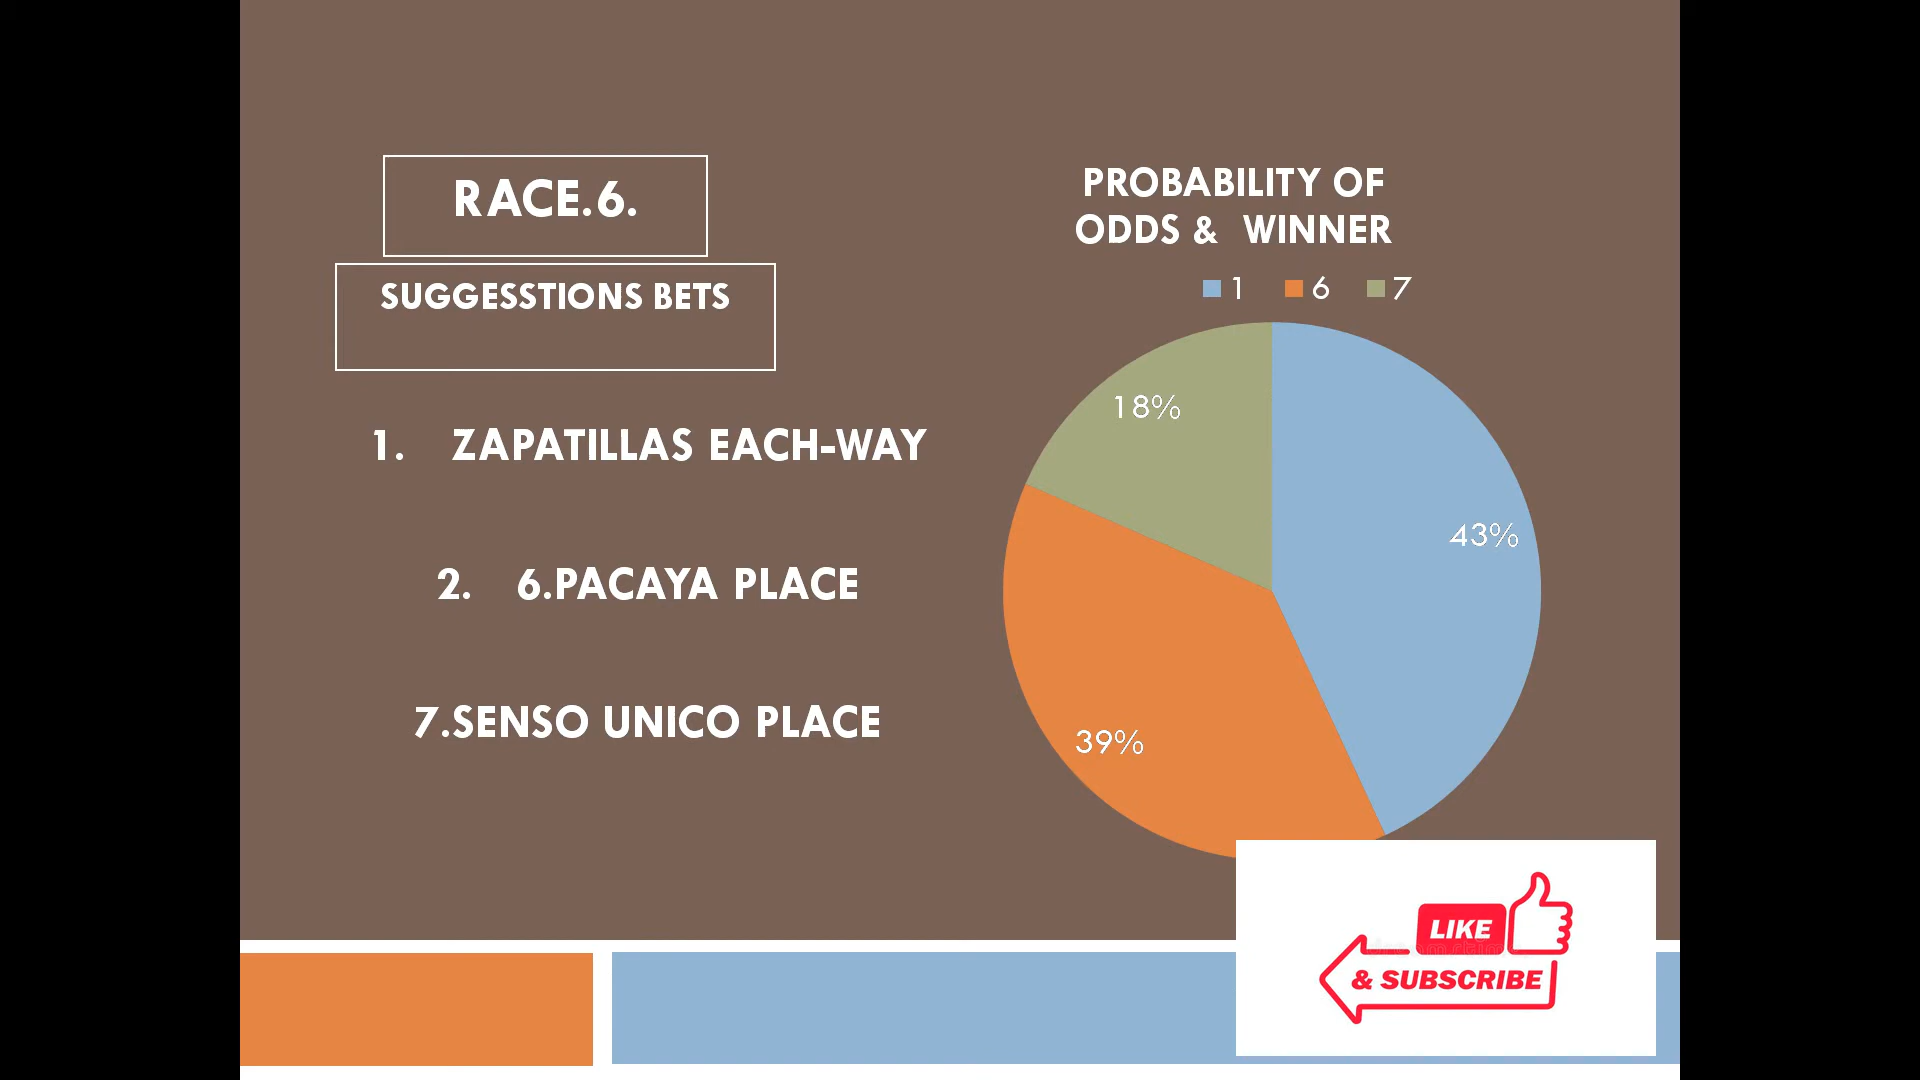 RACE.6.
SUGGESSTIONS BETS
1. ZAPATILLAS EACH-WAY
2. 6.PACAYA PLACE
7.SENSO UNICO PLACE
PROBABILITY OF
ODDS & WINNER
1 6 7
18%
43%
39%
LIKE
& SUBSCRIBE